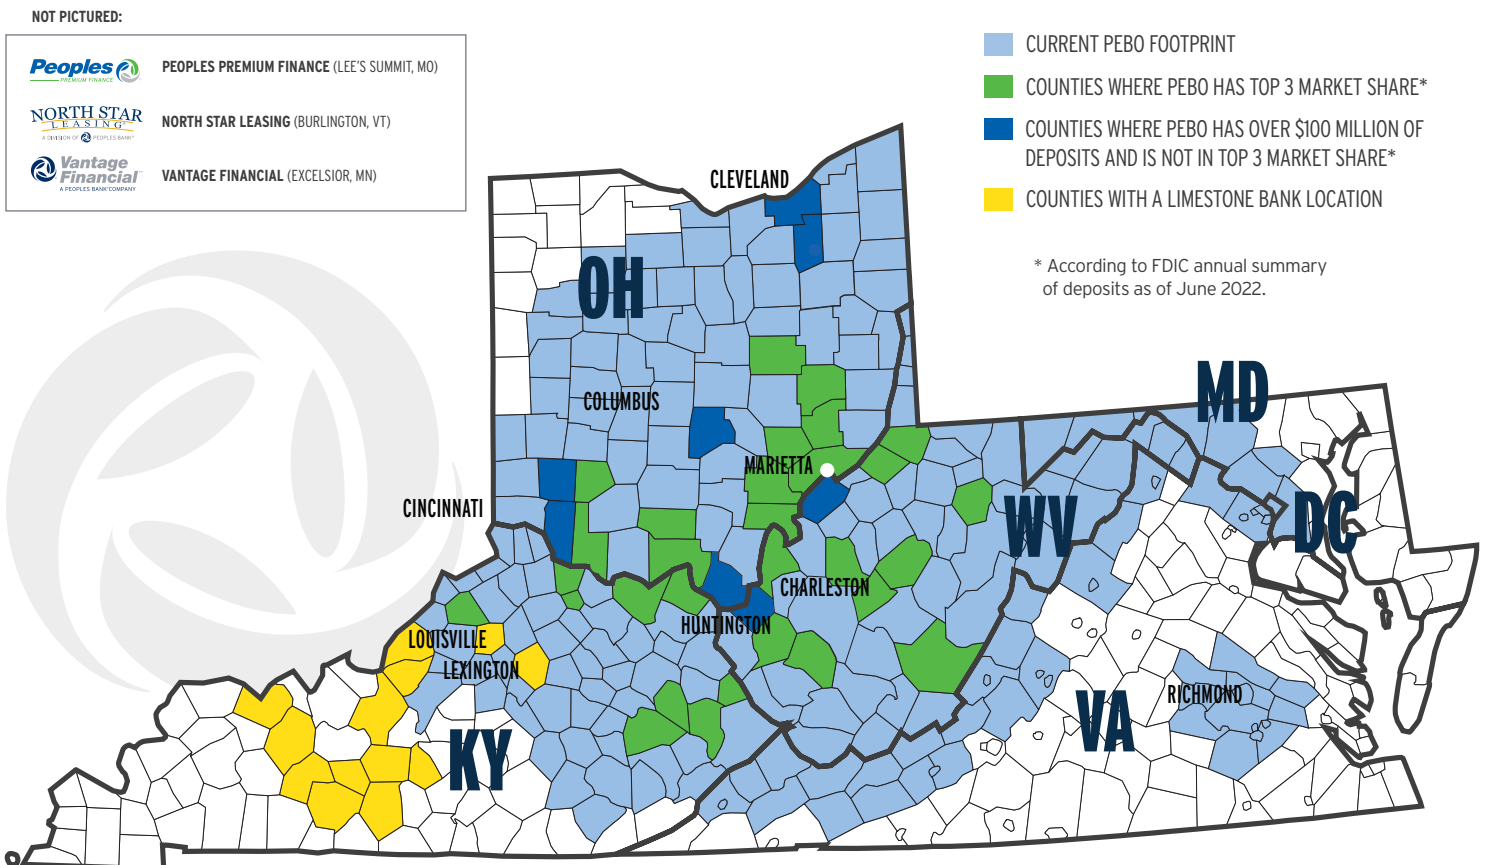 NOT PICTURED:
Peoples
PREMIUM FINANCE
PEOPLES PREMIUM FINANCE (LEE'S SUMMIT, MO)
NORTH STAR
LEASING
A DIVISION OF PEOPLES BANK
NORTH STAR LEASING (BURLINGTON, VT)
Vantage
Financial
A PEOPLES BANK COMPANY
VANTAGE FINANCIAL (EXCELSIOR, MN)
CURRENT PEBO FOOTPRINT
COUNTIES WHERE PEBO HAS TOP 3 MARKET SHARE*
COUNTIES WHERE PEBO HAS OVER $100 MILLION OF
DEPOSITS AND IS NOT IN TOP 3 MARKET SHARE*
COUNTIES WITH A LIMESTONE BANK LOCATION
* According to FDIC annual summary
of deposits as of June 2022.
CLEVELAND
OH
MD
COLUMBUS
MARIETTA
CINCINNATI
WV
DC
CHARLESTON
HUNTINGTON
LOUISVILLE
LEXINGTON
RICHMOND
VA
KY